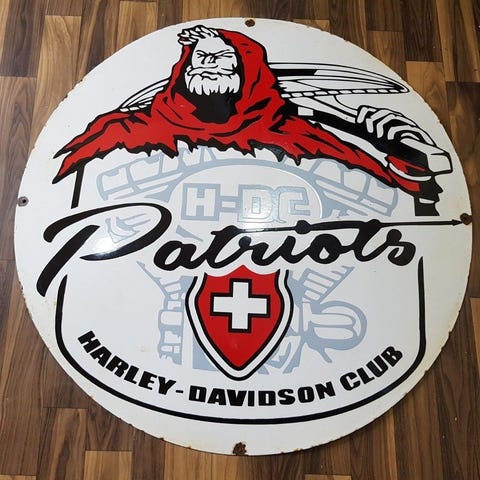 H-DC
Patriots
HARLEY-DAVIDSON CLUB